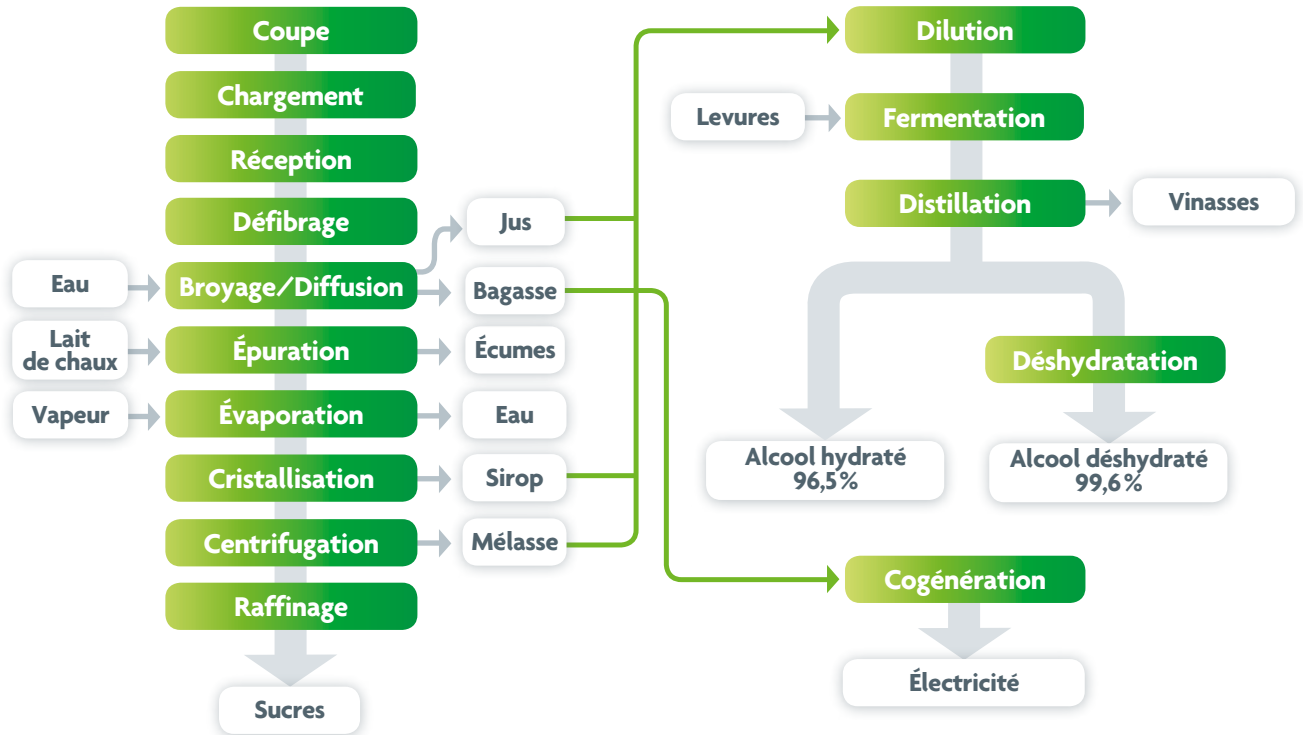 Coupe
Chargement
Réception
Défibrage
Jus
Eau
Broyage/Diffusion
Bagasse
Lait
de chaux
Épuration
Écumes
Vapeur
Évaporation
Eau
Cristallisation
Sirop
Centrifugation
Mélasse
Raffinage
Sucres
Dilution
Levures
Fermentation
Distillation
Vinasses
Déshydratation
Alcool hydraté
96,5 %
Alcool déshydraté
99,6 %
Cogénération
Électricité